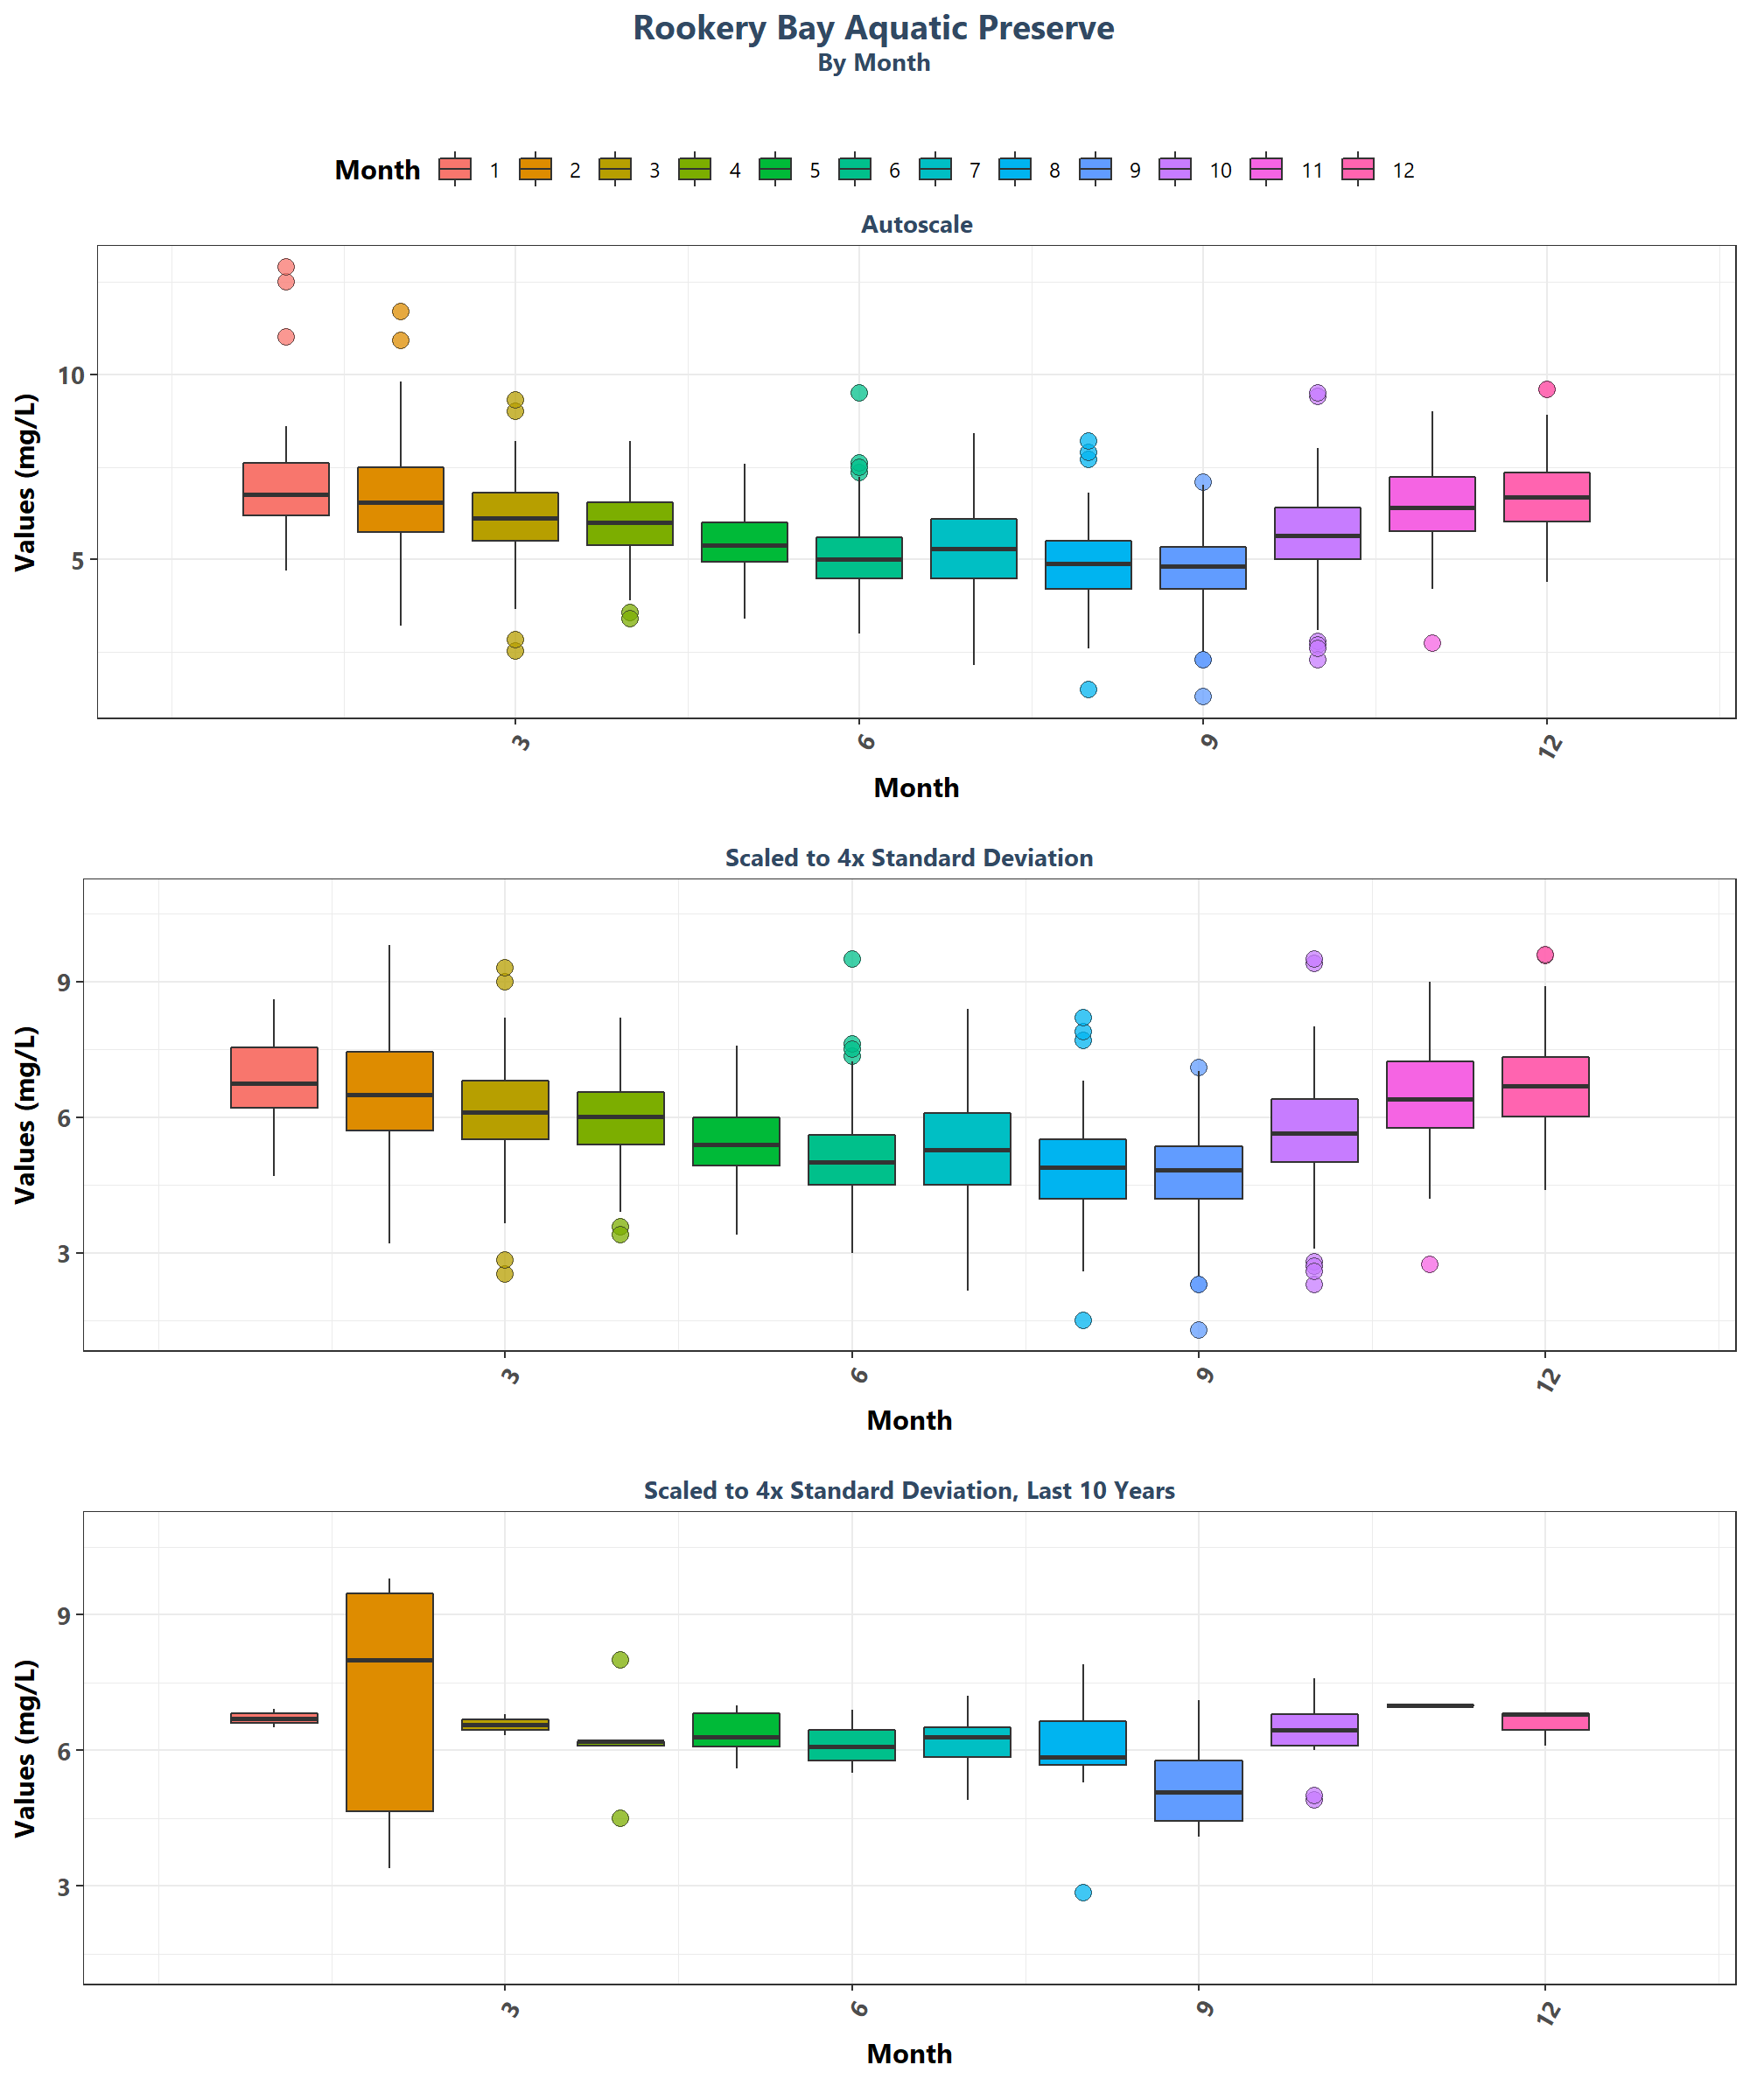 Rookery Bay Aquatic Preserve
By Month
Month 1 2 3 4 5 6 7 8 9 10 11 12
Autoscale
Values (mg/L)
10
5
3 6 9 12
Month
Scaled to 4x Standard Deviation
Values (mg/L)
9
6
3
3 6 9 12
Month
Scaled to 4x Standard Deviation, Last 10 Years
Values (mg/L)
9
6
3
3 6 9 12
Month